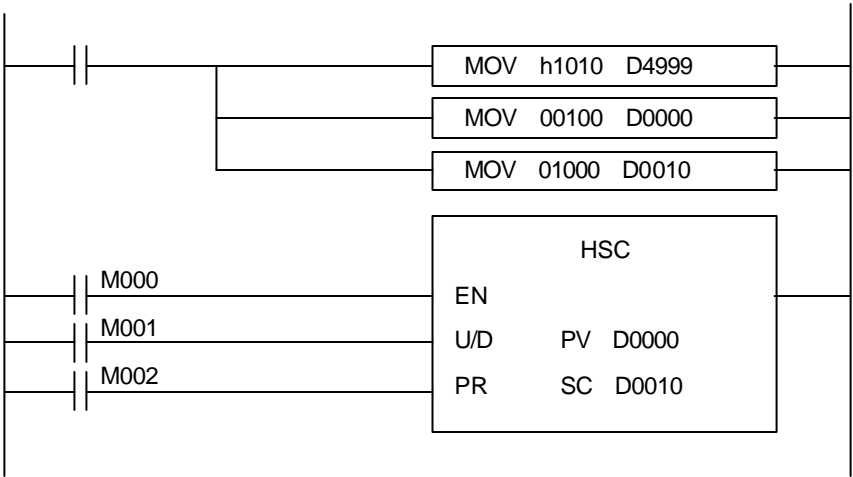 MOV h1010 D4999
MOV 00100 D0000
MOV 01000 D0010
HSC
M000
EN
M001
U/D PV D0000
M002
PR SC D0010